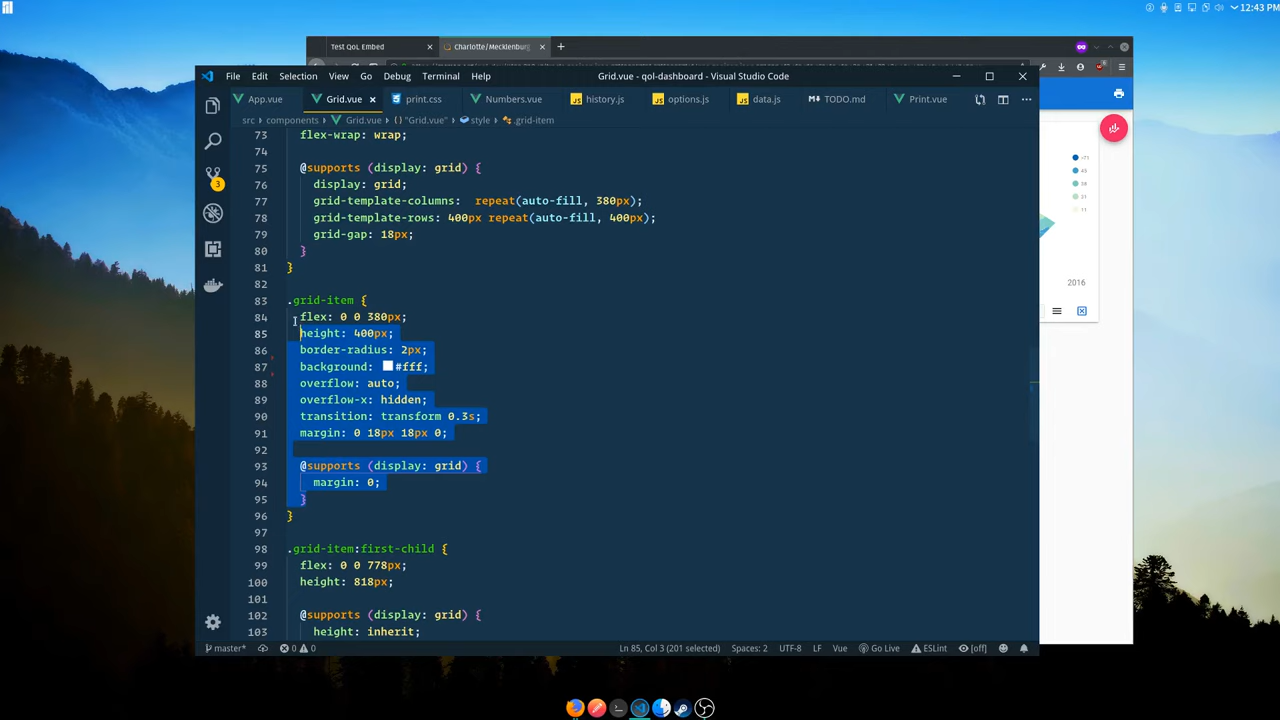 12:43 PM
Test QoL Embed
Charlotte/Mecklenburg
File Edit Selection View Go Debug Terminal Help
Grid.vue - qol-dashboard - Visual Studio Code
App.vue Grid.vue print.css Numbers.vue history.js options.js data.js TODO.md Print.vue
src components Grid.vue {} "Grid.vue" style .grid-item
73 flex-wrap: wrap;
74
75 @supports (display: grid) {
76 display: grid;
77 grid-template-columns: repeat(auto-fill, 380px);
78 grid-template-rows: 400px repeat(auto-fill, 400px);
79 grid-gap: 18px;
80 }
81 }
82
83 .grid-item {
84 flex: 0 0 380px;
85 height: 400px;
86 border-radius: 2px;
87 background: #fff;
88 overflow: auto;
89 overflow-x: hidden;
90 transition: transform 0.3s;
91 margin: 0 18px 18px 0;
92
93 @supports (display: grid) {
94 margin: 0;
95 }
96 }
97
98 .grid-item:first-child {
99 flex: 0 0 778px;
100 height: 818px;
101
102 @supports (display: grid) {
103 height: inherit;
3
master* 0 0 Ln 85, Col 3 (201 selected) Spaces: 2 UTF-8 LF Vue Go Live ESLint [off]
2016